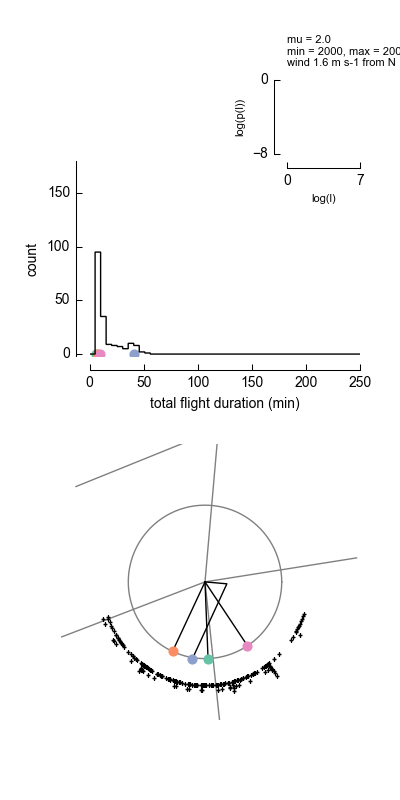 mu = 2.0
min = 2000, max = 200
wind 1.6 m s-1 from N
0
log(p(l))
−8
0 7
log(l)
150
100
50
0
count
0 50 100 150 200 250
total flight duration (min)